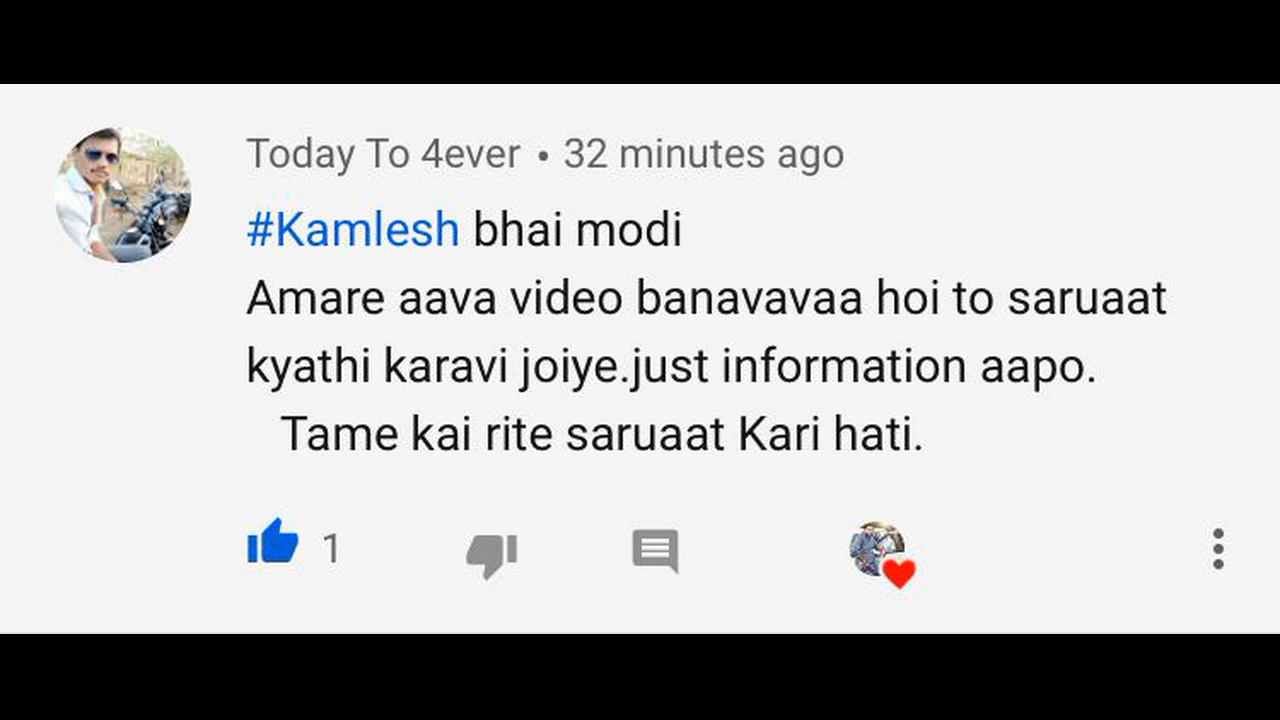 Today To 4ever • 32 minutes ago
#Kamlesh bhai modi
Amare aava video banavavaa hoi to saruaat
kyathi karavi joiye.just information aapo.
Tame kai rite saruaat Kari hati.
1